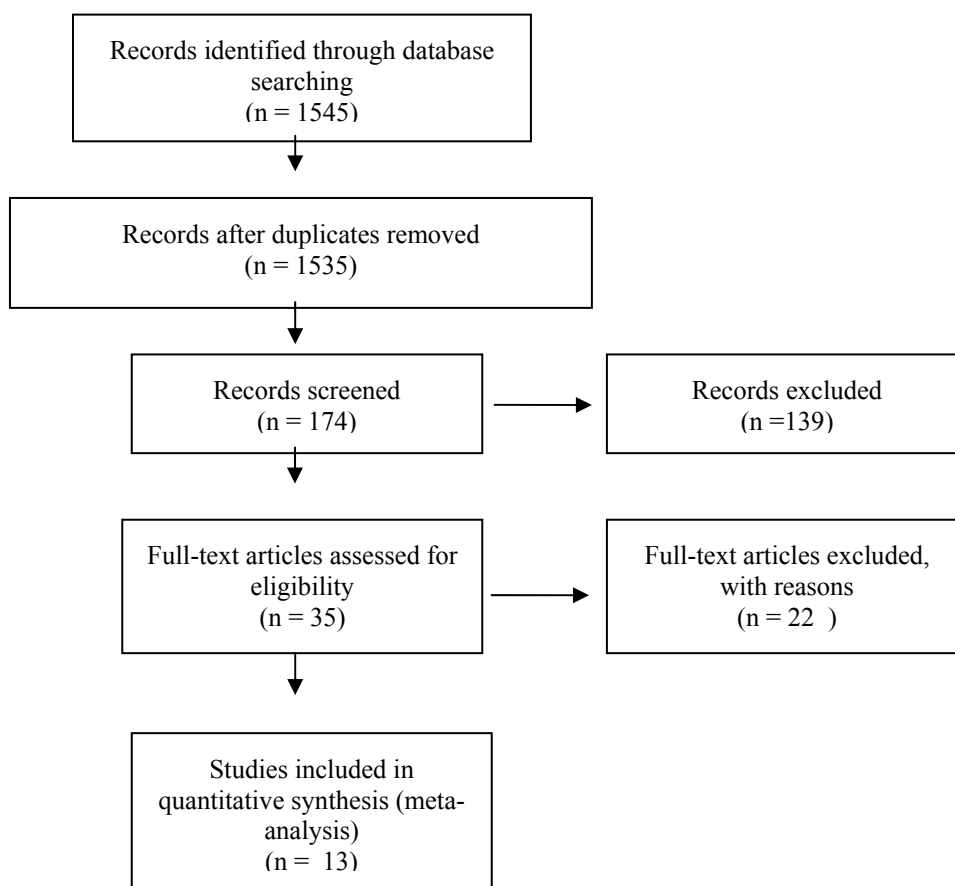 Records identified through database
searching
(n = 1545)
Records after duplicates removed
(n = 1535)
Records screened
(n = 174)
Records excluded
(n =139)
Full-text articles assessed for
eligibility
(n = 35)
Full-text articles excluded,
with reasons
(n = 22  )
Studies included in
quantitative synthesis (meta-
analysis)
(n =  13)